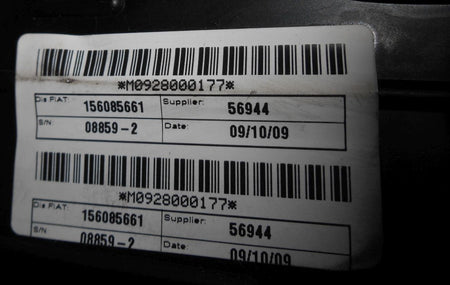 *M0928000177*
Dis FIAT: 156085661 Supplier: 56944
S/N 08859-2 Date: 09/10/09
*M0928000177*
Dis FIAT: 156085661 Supplier: 56944
S/N 08859-2 Date: 09/10/09